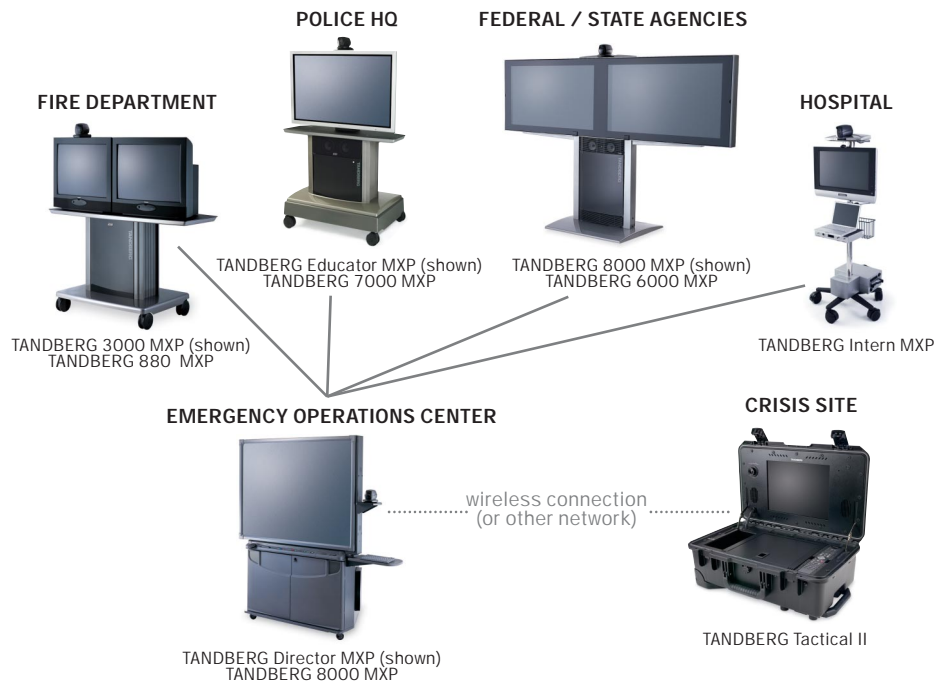 POLICE HQ
FEDERAL / STATE AGENCIES
FIRE DEPARTMENT
HOSPITAL
TANDBERG Educator MXP (shown)
TANDBERG 7000 MXP
TANDBERG 8000 MXP (shown)
TANDBERG 6000 MXP
TANDBERG 3000 MXP (shown)
TANDBERG 880 MXP
TANDBERG Intern MXP
EMERGENCY OPERATIONS CENTER
CRISIS SITE
wireless connection
(or other network)
TANDBERG Director MXP (shown)
TANDBERG 8000 MXP
TANDBERG Tactical II